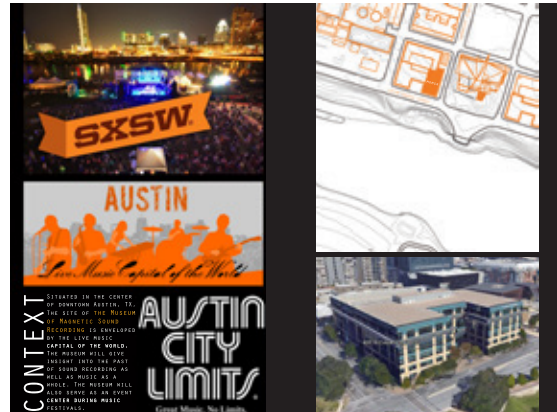 SXSW®
AUSTIN
Live Music Capital of the World
CONTEXT
SITUATED IN THE CENTER
OF DOWNTOWN AUSTIN, TX.
THE SITE OF THE MUSEUM
OF MAGNETIC SOUND
RECORDING IS ENVELOPED
BY THE LIVE MUSIC
CAPITAL OF THE WORLD.
THE MUSEUM WILL GIVE
INSIGHT INTO THE PAST
OF SOUND RECORDING AS
WELL AS MUSIC AS A
WHOLE. THE MUSEUM WILL
ALSO SERVE AS AN EVENT
CENTER DURING MUSIC
FESTIVALS.
AUSTIN
CITY
LIMITS®
Great Music. No Limits.